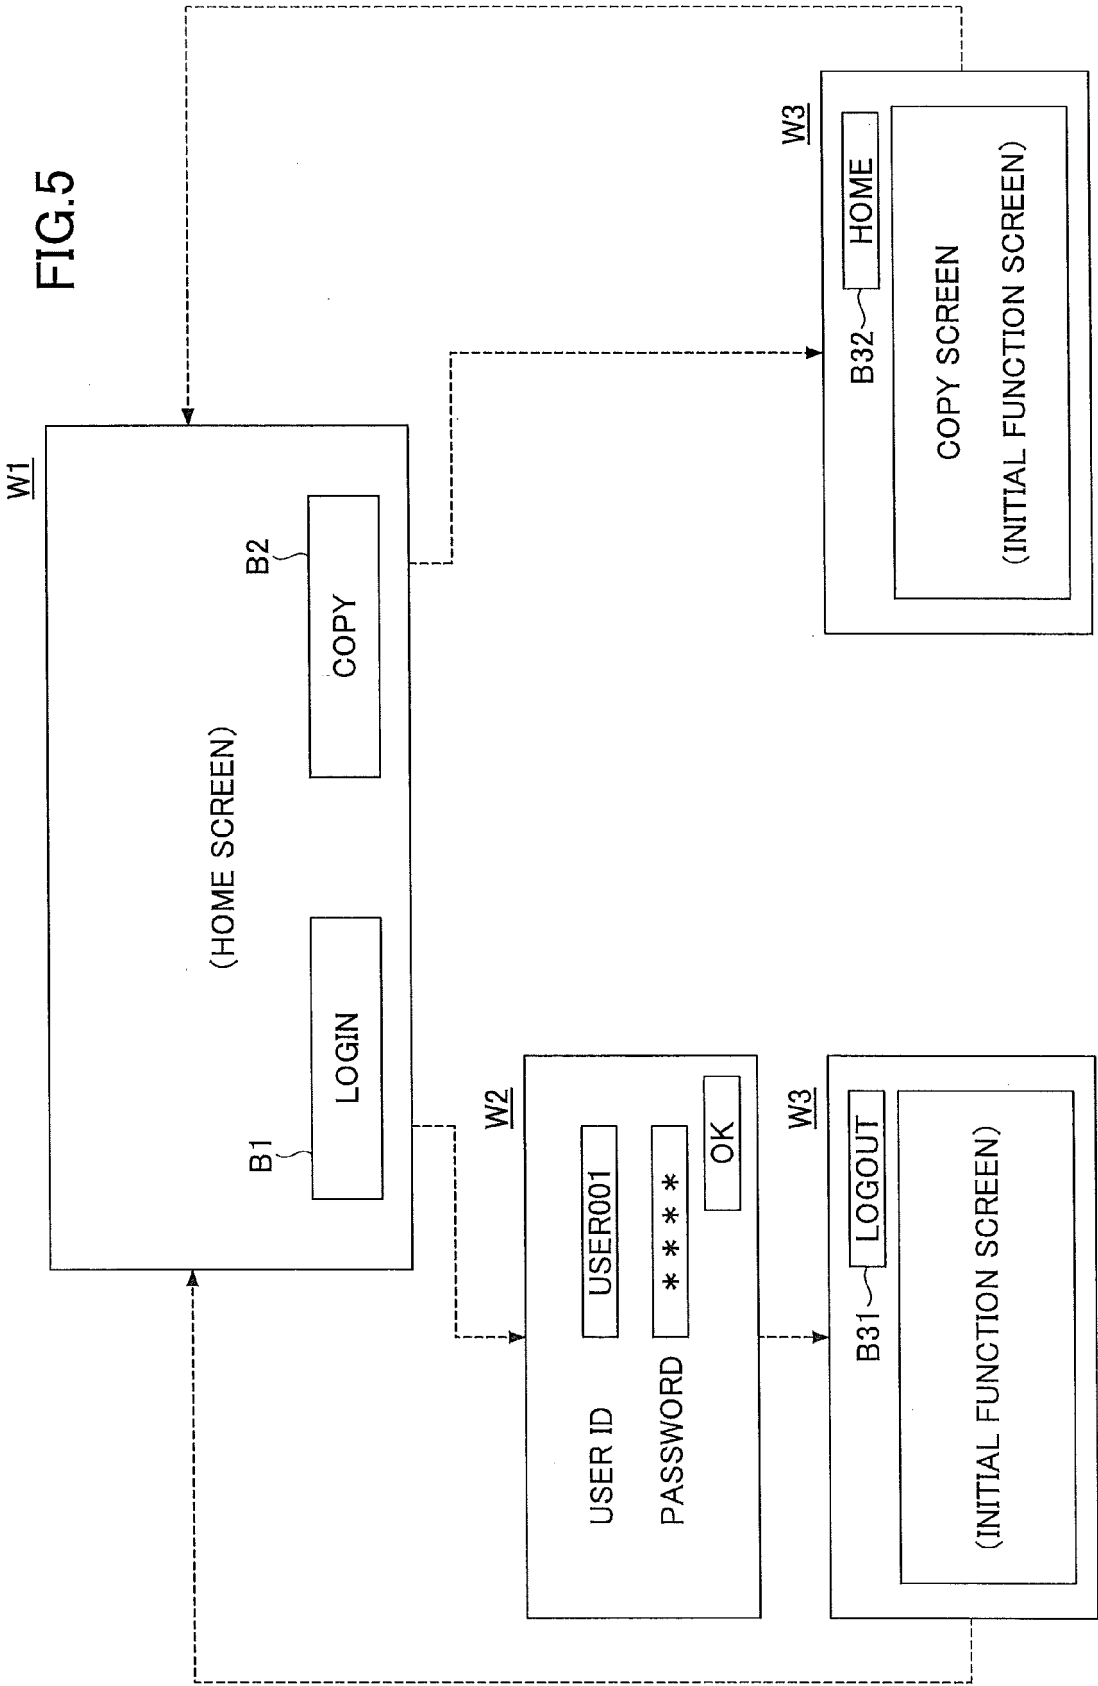 FIG.5
W1
(HOME SCREEN)
B1
LOGIN
B2
COPY
W2
USER ID
USER001
PASSWORD
* * * *
OK
W3
B31
LOGOUT
(INITIAL FUNCTION SCREEN)
W3
B32
HOME
COPY SCREEN
(INITIAL FUNCTION SCREEN)